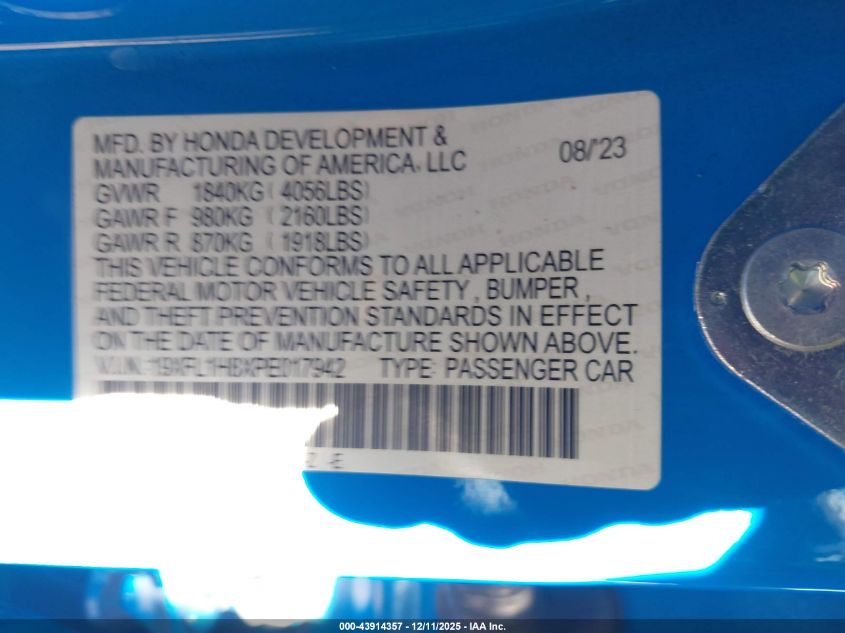 MFD. BY HONDA DEVELOPMENT &
MANUFACTURING OF AMERICA, LLC 08/'23
GVWR 1840KG ( 4056LBS)
GAWR F 980KG ( 2160LBS)
GAWR R 870KG ( 1918LBS)
THIS VEHICLE CONFORMS TO ALL APPLICABLE
FEDERAL MOTOR VEHICLE SAFETY , BUMPER ,
AND THEFT PREVENTION STANDARDS IN EFFECT
ON THE DATE OF MANUFACTURE SHOWN ABOVE.
TYPE: PASSENGER CAR
000-43914357 - 12/11/2025 - IAA Inc.